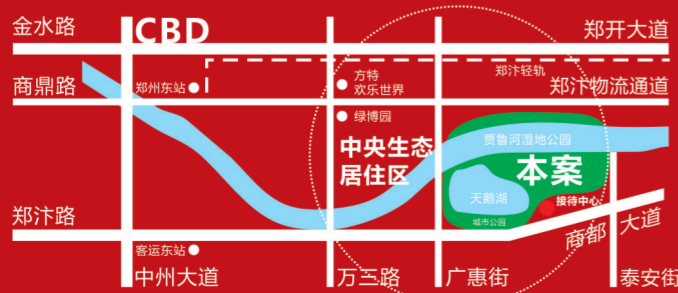 金水路
CBD
郑开大道
商鼎路
郑州东站
方特
欢乐世界
郑汴轻轨
郑汴物流通道
绿博园
中央生态
居住区
贾鲁河湿地公园
本案
天鹅湖
接待中心
城市公园
郑汴路
商都大道
客运东站
中州大道
万三路
广惠街
泰安街